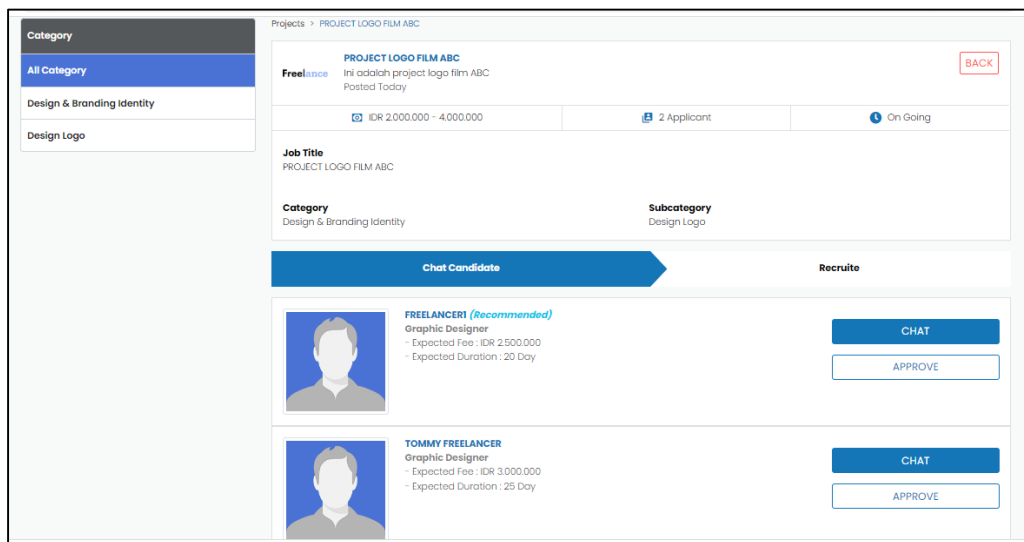 Category
All Category
Design & Branding Identity
Design Logo
Projects > PROJECT LOGO FILM ABC
Freelance
PROJECT LOGO FILM ABC
Ini adalah project logo film ABC
Posted Today
BACK
IDR 2.000.000 - 4.000.000
2 Applicant
On Going
Job Title
PROJECT LOGO FILM ABC
Category
Design & Branding Identity
Subcategory
Design Logo
Chat Candidate
Recruite
FREELANCER1 (Recommended)
Graphic Designer
- Expected Fee : IDR 2.500.000
- Expected Duration : 20 Day
CHAT
APPROVE
TOMMY FREELANCER
Graphic Designer
- Expected Fee : IDR 3.000.000
- Expected Duration : 25 Day
CHAT
APPROVE